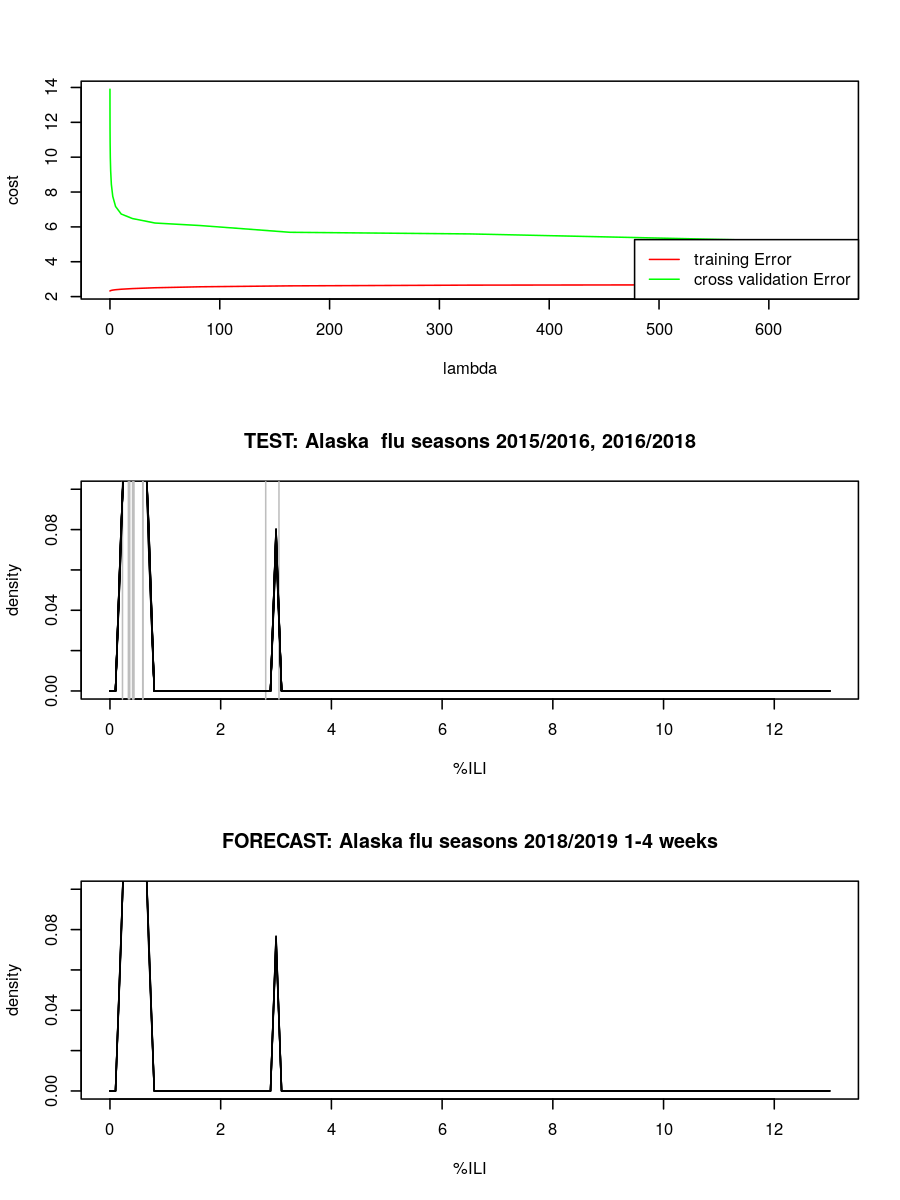 14
12
10
8
6
4
2
cost
training Error
cross validation Error
0 100 200 300 400 500 600
lambda
TEST: Alaska  flu seasons 2015/2016, 2016/2018
0.08
0.04
0.00
density
0 2 4 6 8 10 12
%ILI
FORECAST: Alaska flu seasons 2018/2019 1-4 weeks
0.08
0.04
0.00
density
0 2 4 6 8 10 12
%ILI